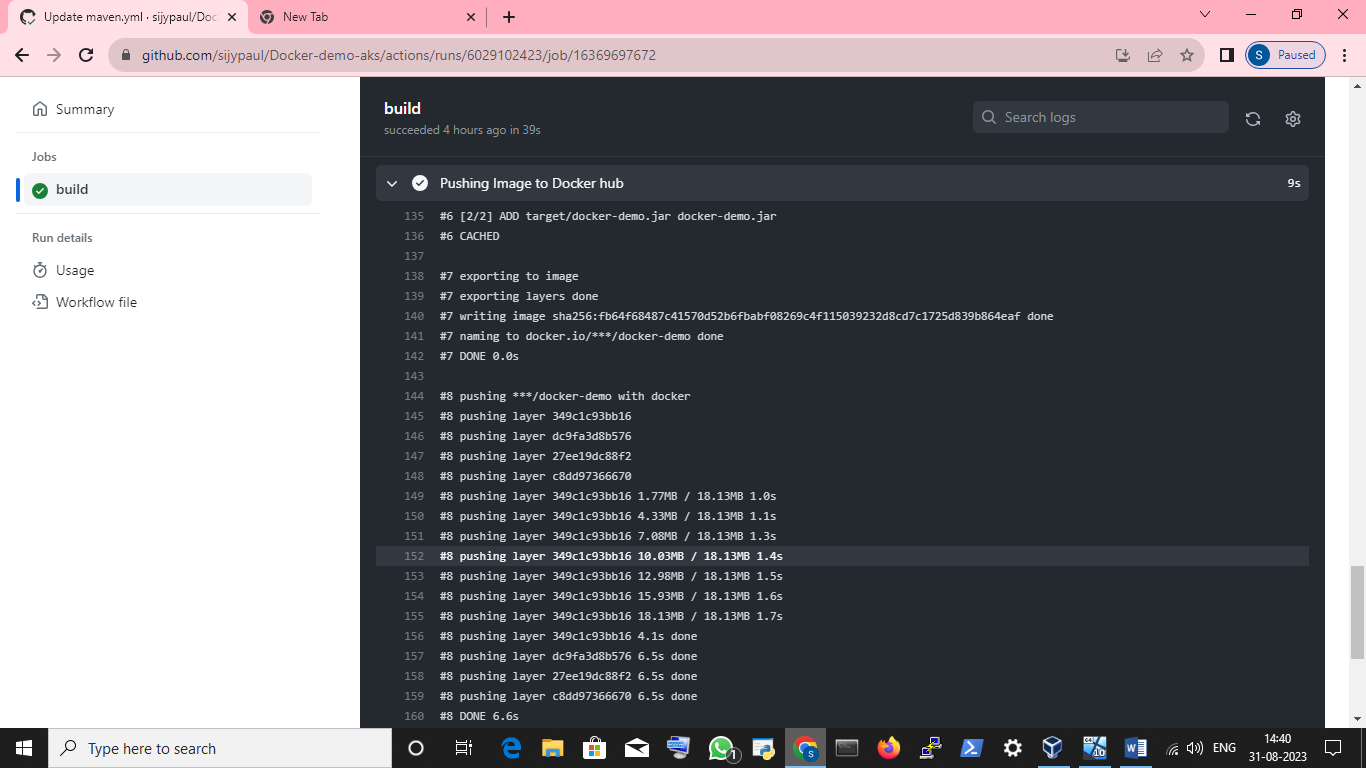 Update maven.yml · sijypaul/Doc
New Tab
github.com/sijypaul/Docker-demo-aks/actions/runs/6029102423/job/16369697672
S Paused
Summary
Jobs
build
Run details
Usage
Workflow file
build
succeeded 4 hours ago in 39s
Search logs
Pushing Image to Docker hub
9s
135 #6 [2/2] ADD target/docker-demo.jar docker-demo.jar
136 #6 CACHED
137
138 #7 exporting to image
139 #7 exporting layers done
140 #7 writing image sha256:fb64f68487c41570d52b6fbabf08269c4f115039232d8cd7c1725d839b864eaf done
141 #7 naming to docker.io/***/docker-demo done
142 #7 DONE 0.0s
143
144 #8 pushing ***/docker-demo with docker
145 #8 pushing layer 349c1c93bb16
146 #8 pushing layer dc9fa3d8b576
147 #8 pushing layer 27ee19dc88f2
148 #8 pushing layer c8dd97366670
149 #8 pushing layer 349c1c93bb16 1.77MB / 18.13MB 1.0s
150 #8 pushing layer 349c1c93bb16 4.33MB / 18.13MB 1.1s
151 #8 pushing layer 349c1c93bb16 7.08MB / 18.13MB 1.3s
152 #8 pushing layer 349c1c93bb16 10.03MB / 18.13MB 1.4s
153 #8 pushing layer 349c1c93bb16 12.98MB / 18.13MB 1.5s
154 #8 pushing layer 349c1c93bb16 15.93MB / 18.13MB 1.6s
155 #8 pushing layer 349c1c93bb16 18.13MB / 18.13MB 1.7s
156 #8 pushing layer 349c1c93bb16 4.1s done
157 #8 pushing layer dc9fa3d8b576 6.5s done
158 #8 pushing layer 27ee19dc88f2 6.5s done
159 #8 pushing layer c8dd97366670 6.5s done
160 #8 DONE 6.6s
Type here to search
1
S
10
ENG
14:40
31-08-2023